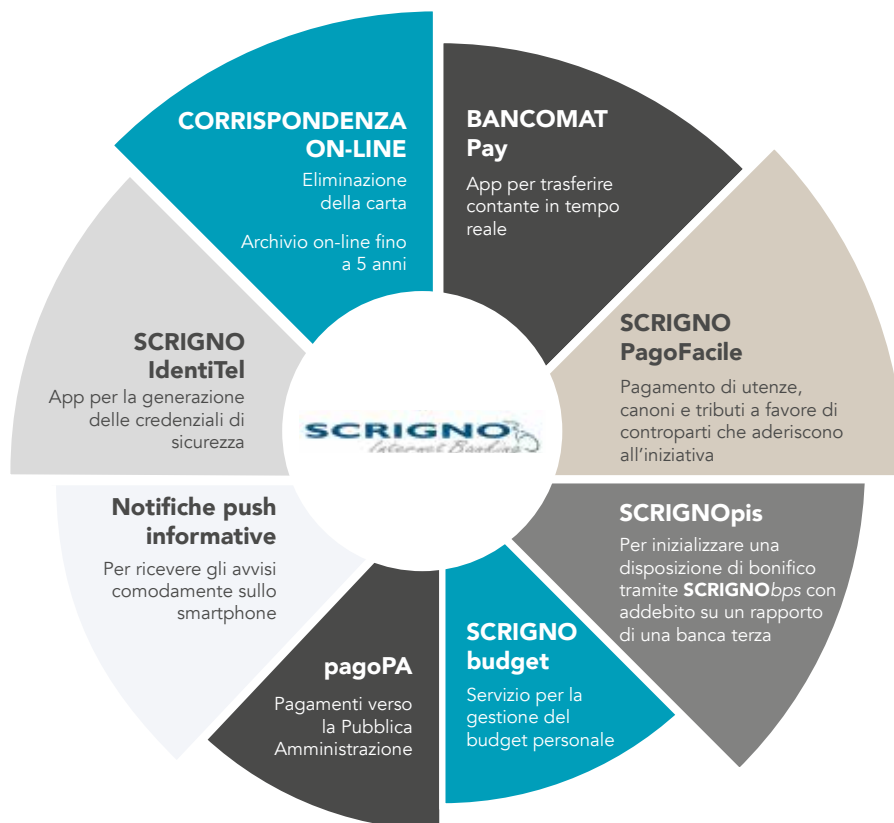 CORRISPONDENZA
ON-LINE
Eliminazione
della carta
Archivio on-line fino
a 5 anni
BANCOMAT
Pay
App per trasferire
contante in tempo
reale
SCRIGNO
PagoFacile
Pagamento di utenze,
canoni e tributi a favore di
controparti che aderiscono
all’iniziativa
SCRIGNOpis
Per inizializzare una
disposizione di bonifico
tramite SCRIGNObps con
addebito su un rapporto
di una banca terza
SCRIGNO
budget
Servizio per la
gestione del
budget personale
pagoPA
Pagamenti verso
la Pubblica
Amministrazione
Notifiche push
informative
Per ricevere gli avvisi
comodamente sullo
smartphone
SCRIGNO
IdentiTel
App per la generazione
delle credenziali di
sicurezza
SCRIGNO
Internet Banking